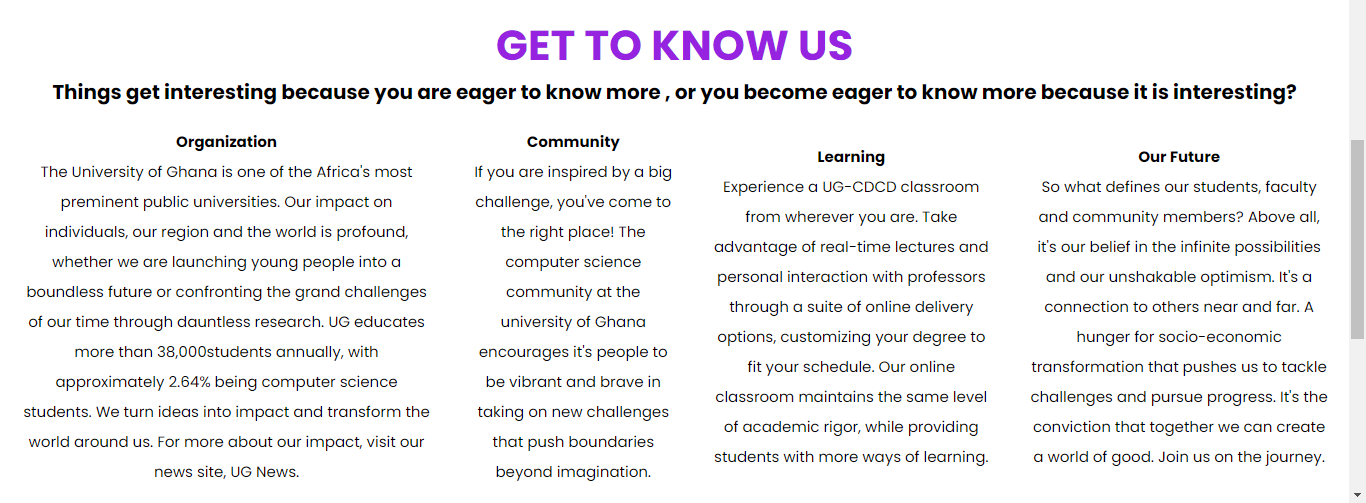 GET TO KNOW US
Things get interesting because you are eager to know more , or you become eager to know more because it is interesting?
Organization
The University of Ghana is one of the Africa's most
preminent public universities. Our impact on
individuals, our region and the world is profound,
whether we are launching young people into a
boundless future or confronting the grand challenges
of our time through dauntless research. UG educates
more than 38,000students annually, with
approximately 2.64% being computer science
students. We turn ideas into impact and transform the
world around us. For more about our impact, visit our
news site, UG News.
Community
If you are inspired by a big
challenge, you've come to
the right place! The
computer science
community at the
university of Ghana
encourages it's people to
be vibrant and brave in
taking on new challenges
that push boundaries
beyond imagination.
Learning
Experience a UG-CDCD classroom
from wherever you are. Take
advantage of real-time lectures and
personal interaction with professors
through a suite of online delivery
options, customizing your degree to
fit your schedule. Our online
classroom maintains the same level
of academic rigor, while providing
students with more ways of learning.
Our Future
So what defines our students, faculty
and community members? Above all,
it's our belief in the infinite possibilities
and our unshakable optimism. It's a
connection to others near and far. A
hunger for socio-economic
transformation that pushes us to tackle
challenges and pursue progress. It's the
conviction that together we can create
a world of good. Join us on the journey.